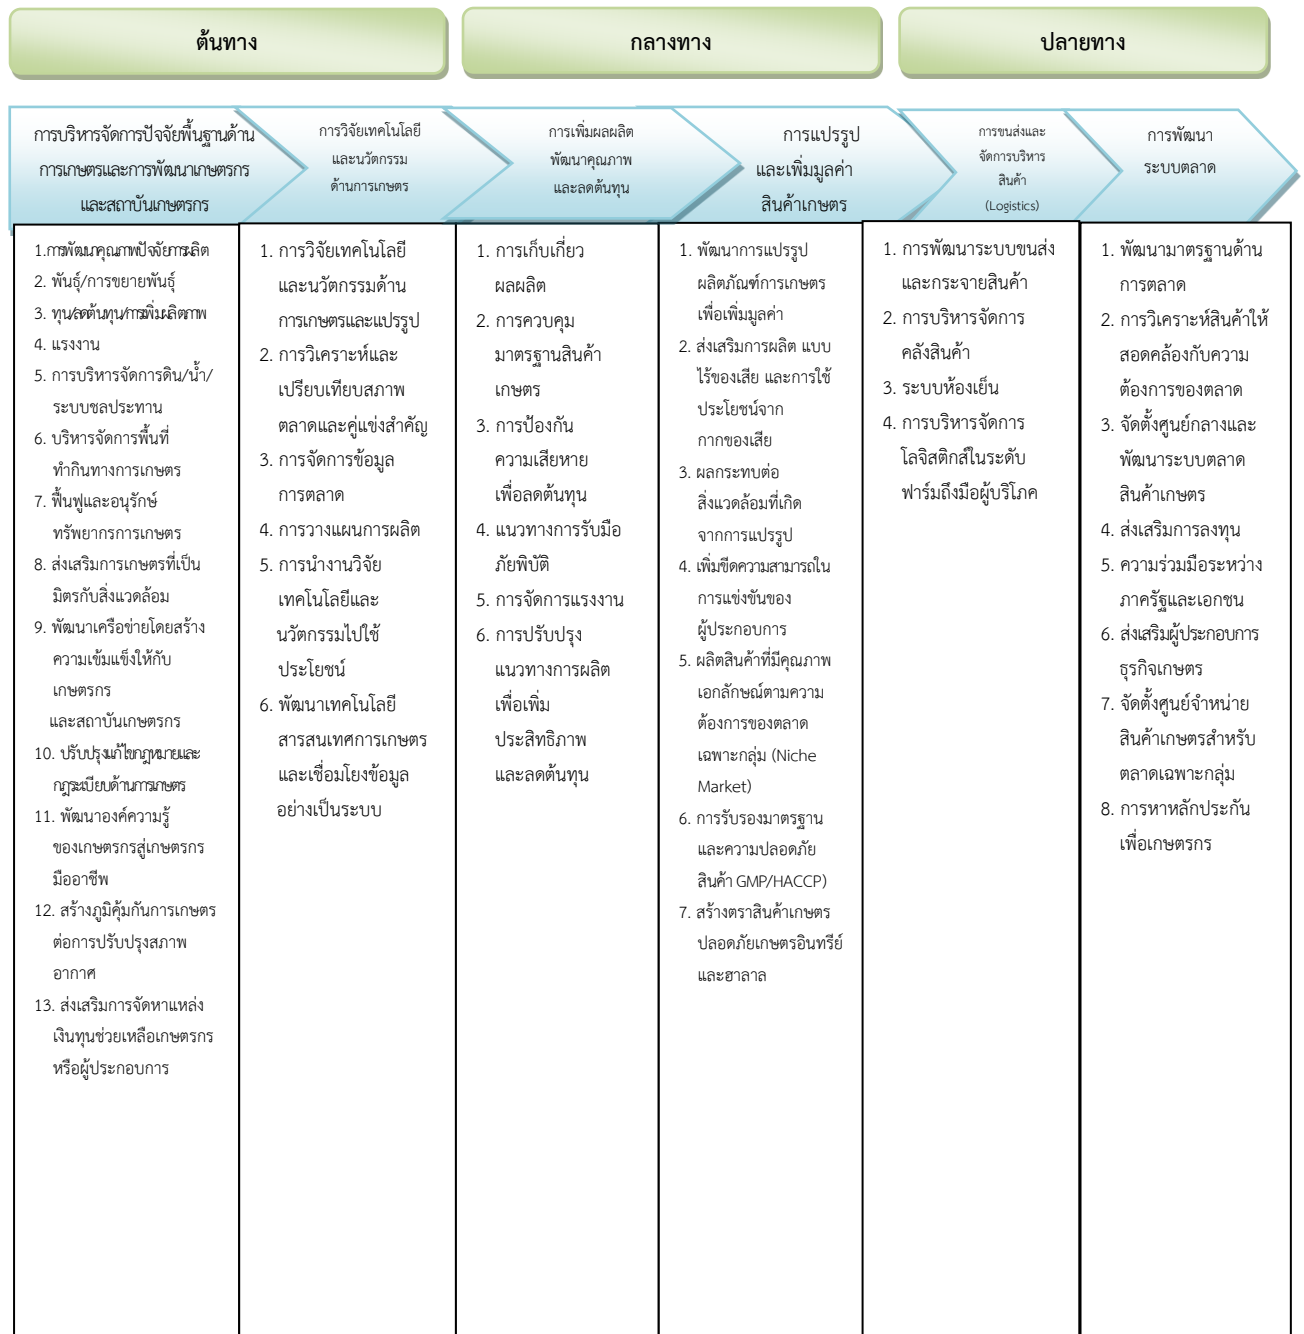 ต้นทาง
กลางทาง
ปลายทาง
การบริหารจัดการปัจจัยพื้นฐานด้าน
การเกษตรและการพัฒนาเกษตรกร
และสถาบันเกษตรกร
การวิจัยเทคโนโลยี
และนวัตกรรม
ด้านการเกษตร
การเพิ่มผลผลิต
พัฒนาคุณภาพ
และลดต้นทุน
การแปรรูป
และเพิ่มมูลค่า
สินค้าเกษตร
การขนส่งและ
จัดการบริหาร
สินค้า
(Logistics)
การพัฒนา
ระบบตลาด
1.การพัฒนาคุณภาพปัจจัยการผลิต
2. พันธุ์/การขยายพันธุ์
3. ทุน/ลดต้นทุน/การเพิ่มผลิตภาพ
4. แรงงาน
5. การบริหารจัดการดิน/น้ำ/
ระบบชลประทาน
6. บริหารจัดการพื้นที่
ทำกินทางการเกษตร
7. ฟื้นฟูและอนุรักษ์
ทรัพยากรการเกษตร
8. ส่งเสริมการเกษตรที่เป็น
มิตรกับสิ่งแวดล้อม
9. พัฒนาเครือข่ายโดยสร้าง
ความเข้มแข็งให้กับ
เกษตรกร
และสถาบันเกษตรกร
10. ปรับปรุงแก้ไขกฎหมายและ
กฎระเบียบด้านการเกษตร
11. พัฒนาองค์ความรู้
ของเกษตรกรสู่เกษตรกร
มืออาชีพ
12. สร้างภูมิคุ้มกันการเกษตร
ต่อการปรับปรุงสภาพ
อากาศ
13. ส่งเสริมการจัดหาแหล่ง
เงินทุนช่วยเหลือเกษตรกร
หรือผู้ประกอบการ
1. การวิจัยเทคโนโลยี
และนวัตกรรมด้าน
การเกษตรและแปรรูป
2. การวิเคราะห์และ
เปรียบเทียบสภาพ
ตลาดและคู่แข่งสำคัญ
3. การจัดการข้อมูล
การตลาด
4. การวางแผนการผลิต
5. การนำงานวิจัย
เทคโนโลยีและ
นวัตกรรมไปใช้
ประโยชน์
6. พัฒนาเทคโนโลยี
สารสนเทศการเกษตร
และเชื่อมโยงข้อมูล
อย่างเป็นระบบ
1. การเก็บเกี่ยว
ผลผลิต
2. การควบคุม
มาตรฐานสินค้า
เกษตร
3. การป้องกัน
ความเสียหาย
เพื่อลดต้นทุน
4. แนวทางการรับมือ
ภัยพิบัติ
5. การจัดการแรงงาน
6. การปรับปรุง
แนวทางการผลิต
เพื่อเพิ่ม
ประสิทธิภาพ
และลดต้นทุน
1. พัฒนาการแปรรูป
ผลิตภัณฑ์การเกษตร
เพื่อเพิ่มมูลค่า
2. ส่งเสริมการผลิต แบบ
ไร้ของเสีย และการใช้
ประโยชน์จาก
กากของเสีย
3. ผลกระทบต่อ
สิ่งแวดล้อมที่เกิด
จากการแปรรูป
4. เพิ่มขีดความสามารถใน
การแข่งขันของ
ผู้ประกอบการ
5. ผลิตสินค้าที่มีคุณภาพ
เอกลักษณ์ตามความ
ต้องการของตลาด
เฉพาะกลุ่ม (Niche
Market)
6. การรับรองมาตรฐาน
และความปลอดภัย
สินค้า GMP/HACCP)
7. สร้างตราสินค้าเกษตร
ปลอดภัยเกษตรอินทรีย์
และฮาลาล
1. การพัฒนาระบบขนส่ง
และกระจายสินค้า
2. การบริหารจัดการ
คลังสินค้า
3. ระบบห้องเย็น
4. การบริหารจัดการ
โลจิสติกส์ในระดับ
ฟาร์มถึงมือผู้บริโภค
1. พัฒนามาตรฐานด้าน
การตลาด
2. การวิเคราะห์สินค้าให้
สอดคล้องกับความ
ต้องการของตลาด
3. จัดตั้งศูนย์กลางและ
พัฒนาระบบตลาด
สินค้าเกษตร
4. ส่งเสริมการลงทุน
5. ความร่วมมือระหว่าง
ภาครัฐและเอกชน
6. ส่งเสริมผู้ประกอบการ
ธุรกิจเกษตร
7. จัดตั้งศูนย์จำหน่าย
สินค้าเกษตรสำหรับ
ตลาดเฉพาะกลุ่ม
8. การหาหลักประกัน
เพื่อเกษตรกร